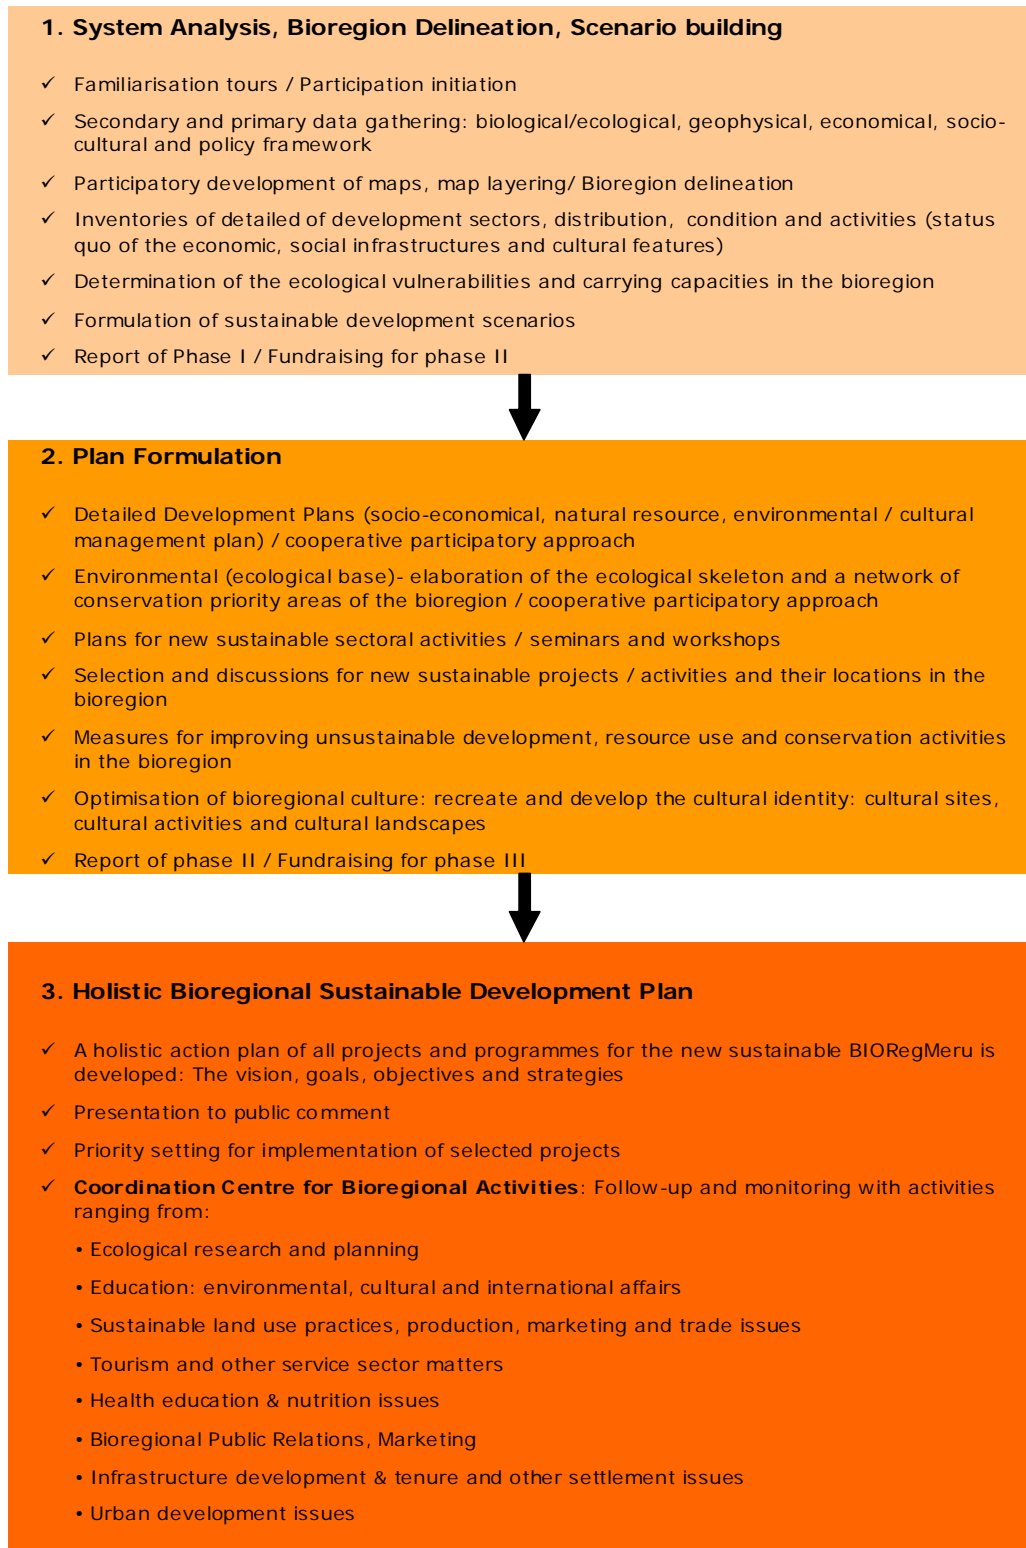 1. System Analysis, Bioregion Delineation, Scenario building
✓ Familiarisation tours / Participation initiation
✓ Secondary and primary data gathering: biological/ecological, geophysical, economical, socio-
cultural and policy framework
✓ Participatory development of maps, map layering/ Bioregion delineation
✓ Inventories of detailed of development sectors, distribution, condition and activities (status
quo of the economic, social infrastructures and cultural features)
✓ Determination of the ecological vulnerabilities and carrying capacities in the bioregion
✓ Formulation of sustainable development scenarios
✓ Report of Phase I / Fundraising for phase II
2. Plan Formulation
✓ Detailed Development Plans (socio-economical, natural resource, environmental / cultural
management plan) / cooperative participatory approach
✓ Environmental (ecological base)- elaboration of the ecological skeleton and a network of
conservation priority areas of the bioregion / cooperative participatory approach
✓ Plans for new sustainable sectoral activities / seminars and workshops
✓ Selection and discussions for new sustainable projects / activities and their locations in the
bioregion
✓ Measures for improving unsustainable development, resource use and conservation activities
in the bioregion
✓ Optimisation of bioregional culture: recreate and develop the cultural identity: cultural sites,
cultural activities and cultural landscapes
✓ Report of phase II / Fundraising for phase III
3. Holistic Bioregional Sustainable Development Plan
✓ A holistic action plan of all projects and programmes for the new sustainable BIORegMeru is
developed: The vision, goals, objectives and strategies
✓ Presentation to public comment
✓ Priority setting for implementation of selected projects
✓ Coordination Centre for Bioregional Activities: Follow-up and monitoring with activities
ranging from:
• Ecological research and planning
• Education: environmental, cultural and international affairs
• Sustainable land use practices, production, marketing and trade issues
• Tourism and other service sector matters
• Health education & nutrition issues
• Bioregional Public Relations, Marketing
• Infrastructure development & tenure and other settlement issues
• Urban development issues